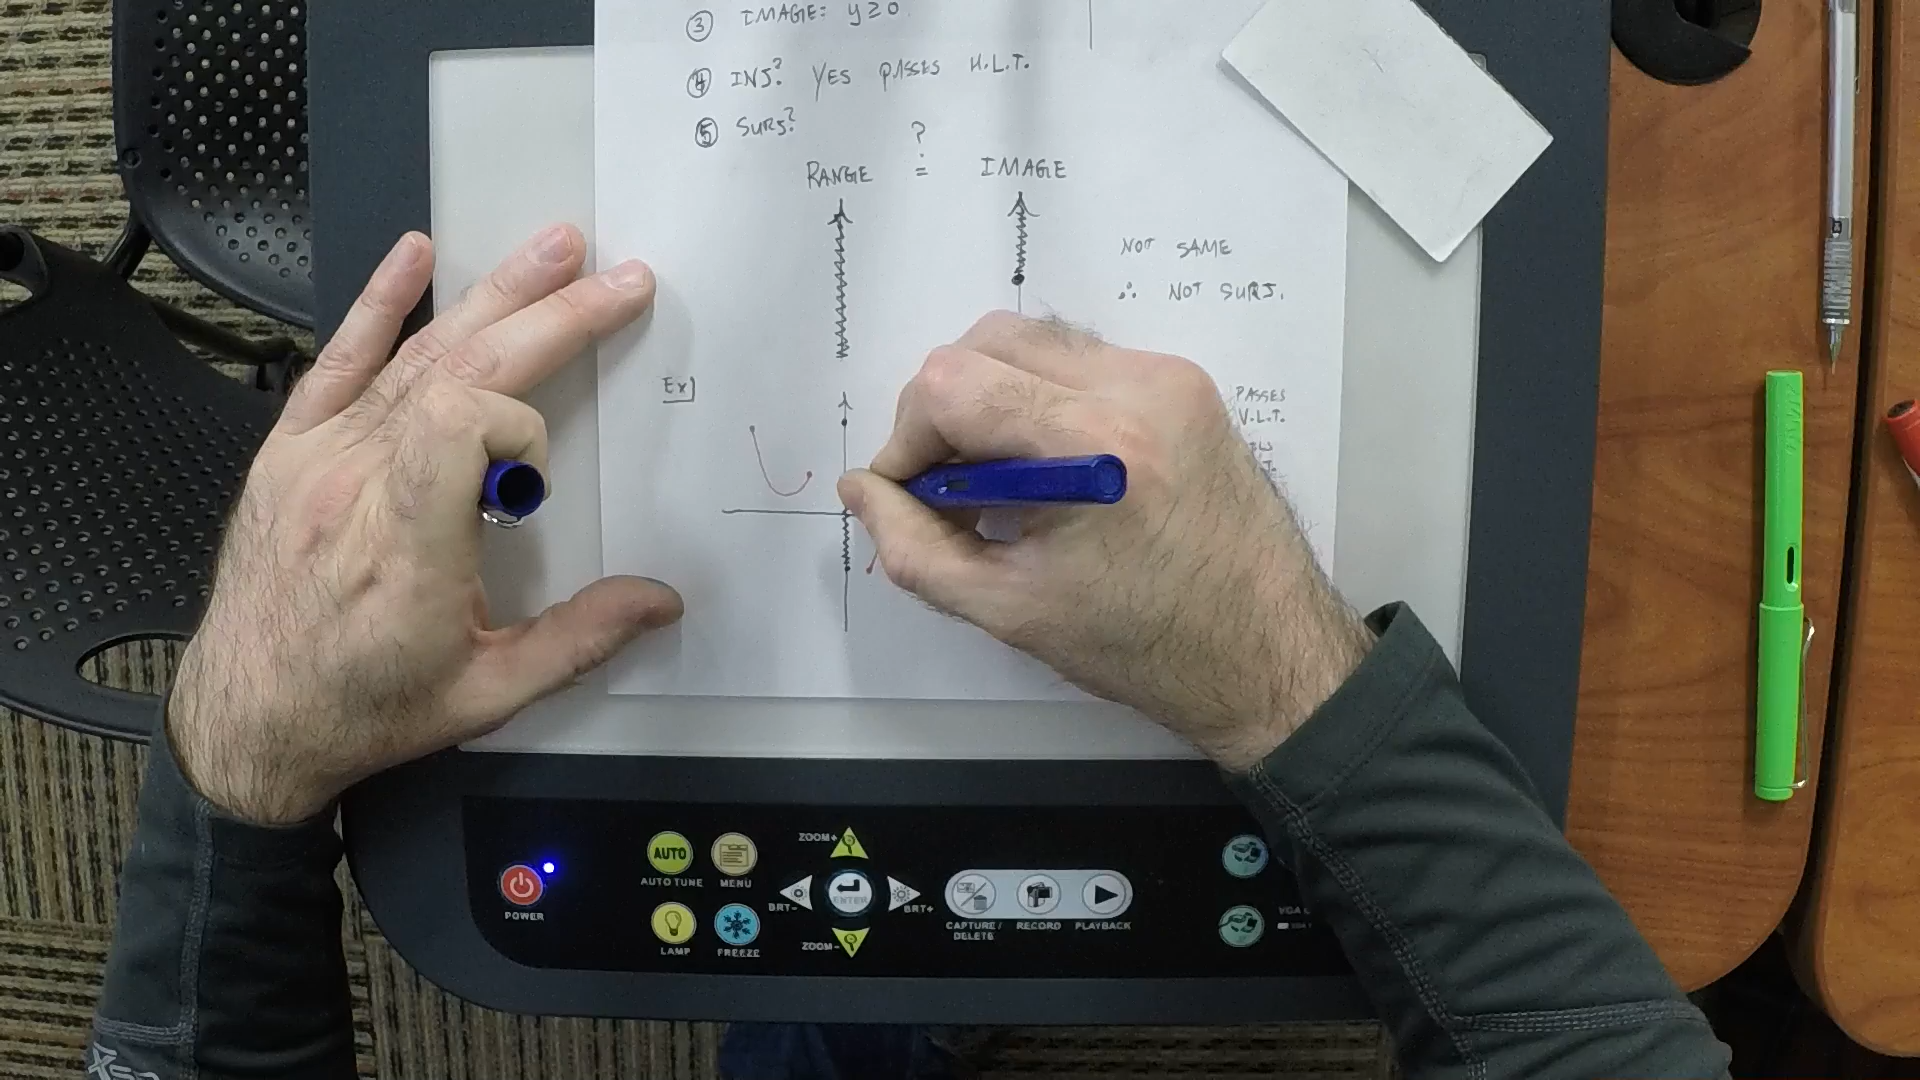 ③ IMAGE: y ≥ 0
④ INJ? YES PASSES H.L.T.
⑤ SURJ?
?
RANGE = IMAGE
NOT SAME
∴ NOT SURJ.
Ex)
PASSES
V.L.T.
POWER
AUTO
AUTO TUNE
MENU
LAMP
FREEZE
ZOOM+
BRT-
ENTER
BRT+
ZOOM-
CAPTURE /
DELETE
RECORD
PLAYBACK